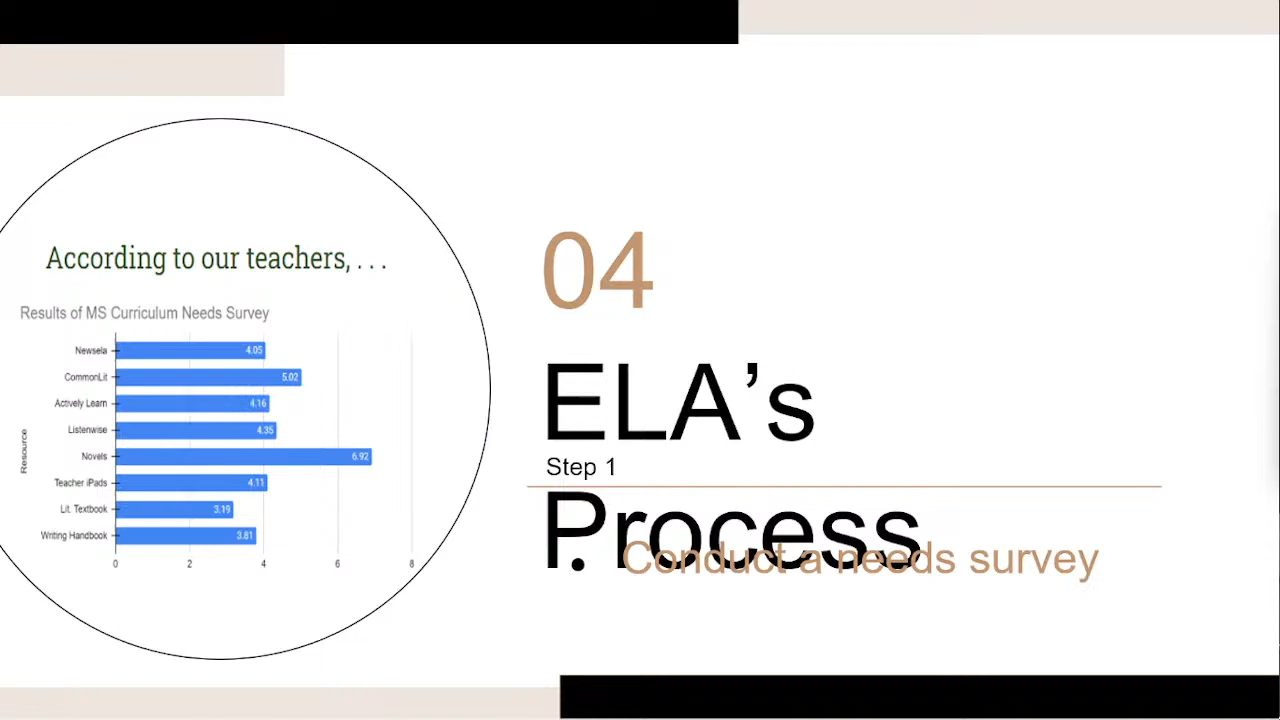 According to our teachers, . . .
Results of MS Curriculum Needs Survey
Resource
Newsela 4.05
CommonLit 5.02
Actively Learn 4.16
Listenwise 4.35
Novels 6.92
Teacher iPads 4.11
Lit. Textbook 3.19
Writing Handbook 3.81
0 2 4 6 8
04
ELA’s
Step 1
Process
• Conduct a needs survey